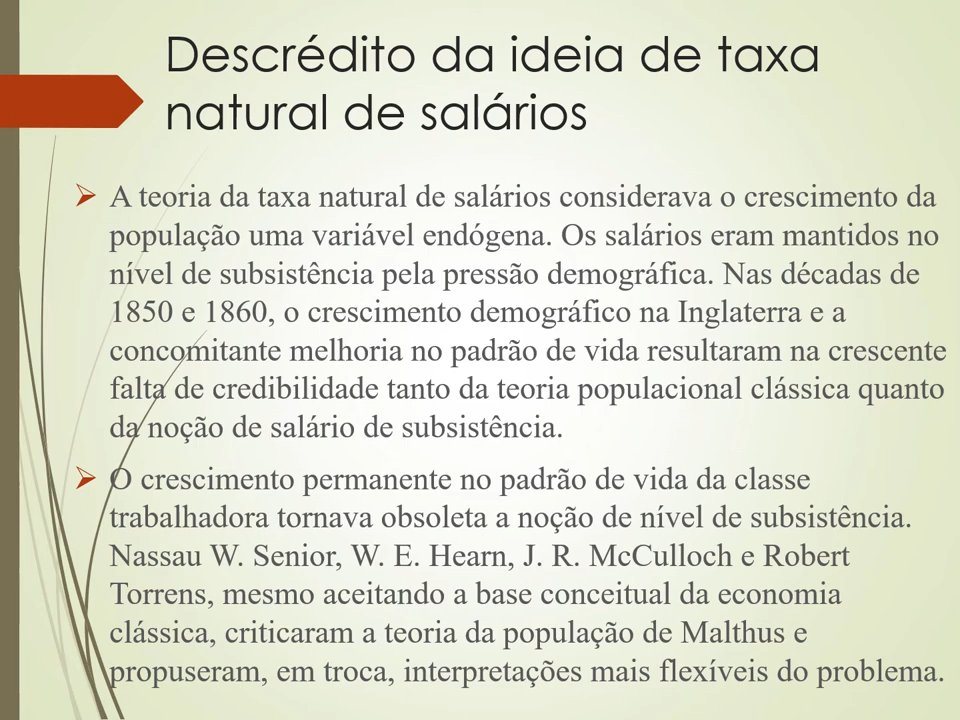 Descrédito da ideia de taxa
natural de salários
A teoria da taxa natural de salários considerava o crescimento da
população uma variável endógena. Os salários eram mantidos no
nível de subsistência pela pressão demográfica. Nas décadas de
1850 e 1860, o crescimento demográfico na Inglaterra e a
concomitante melhoria no padrão de vida resultaram na crescente
falta de credibilidade tanto da teoria populacional clássica quanto
da noção de salário de subsistência.
O crescimento permanente no padrão de vida da classe
trabalhadora tornava obsoleta a noção de nível de subsistência.
Nassau W. Senior, W. E. Hearn, J. R. McCulloch e Robert
Torrens, mesmo aceitando a base conceitual da economia
clássica, criticaram a teoria da população de Malthus e
propuseram, em troca, interpretações mais flexíveis do problema.